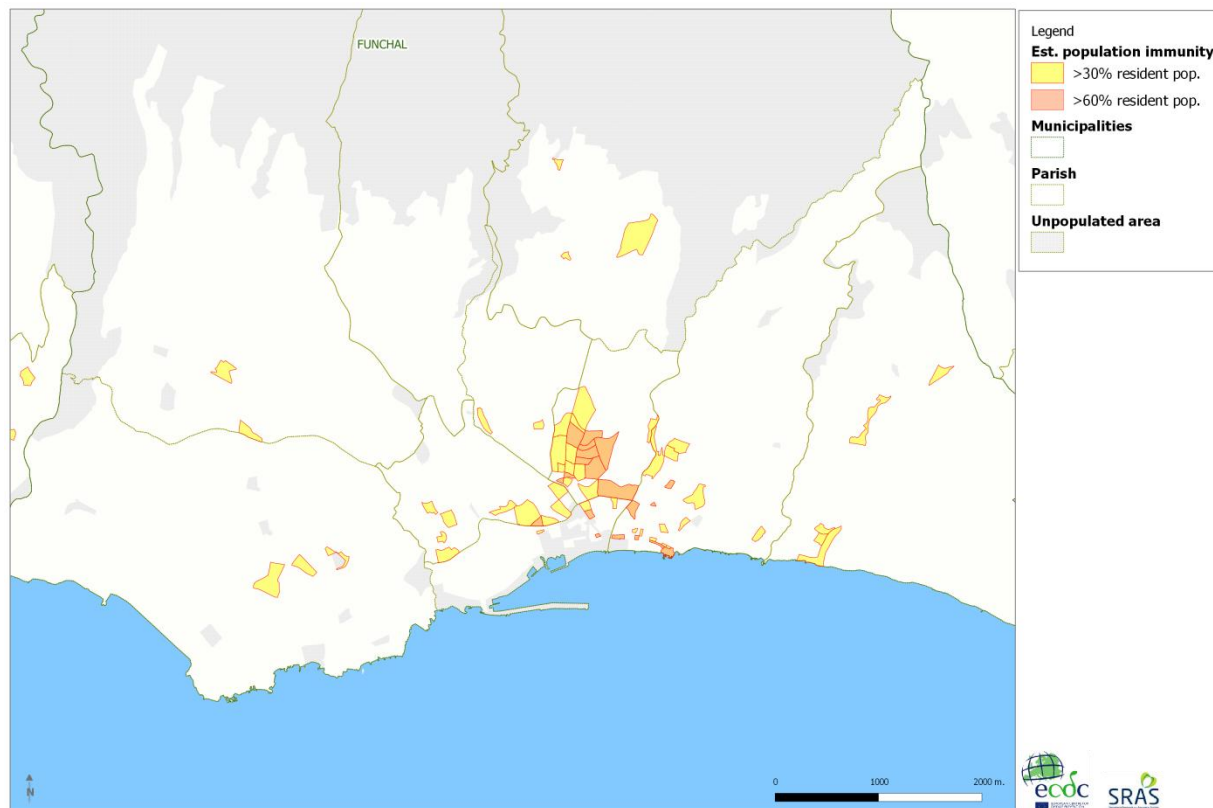 FUNCHAL
Legend
Est. population immunity
>30% resident pop.
>60% resident pop.
Municipalities
Parish
Unpopulated area
N
0 1000 2000 m.
ecdc
SRAS